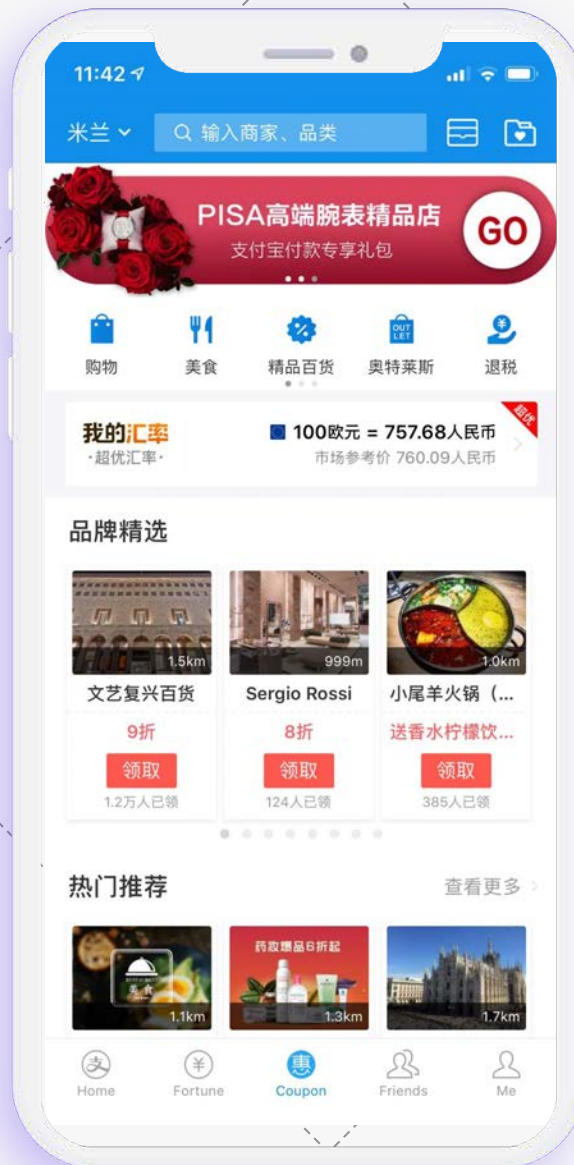 11:42
米兰
输入商家、品类
PISA高端腕表精品店
支付宝付款专享礼包
GO
OUT
LET
购物
美食
精品百货
奥特莱斯
退税
超优
我的汇率
·超优汇率·
100欧元 = 757.68人民币
市场参考价 760.09人民币
品牌精选
1.5km
999m
1.0km
文艺复兴百货
Sergio Rossi
小尾羊火锅（...
9折
8折
送香水柠檬饮...
领取
领取
领取
1.2万人已领
124人已领
385人已领
热门推荐
查看更多
美食
药妆爆品6折起
1.1km
1.3km
1.7km
支
¥
惠
Home
Fortune
Coupon
Friends
Me